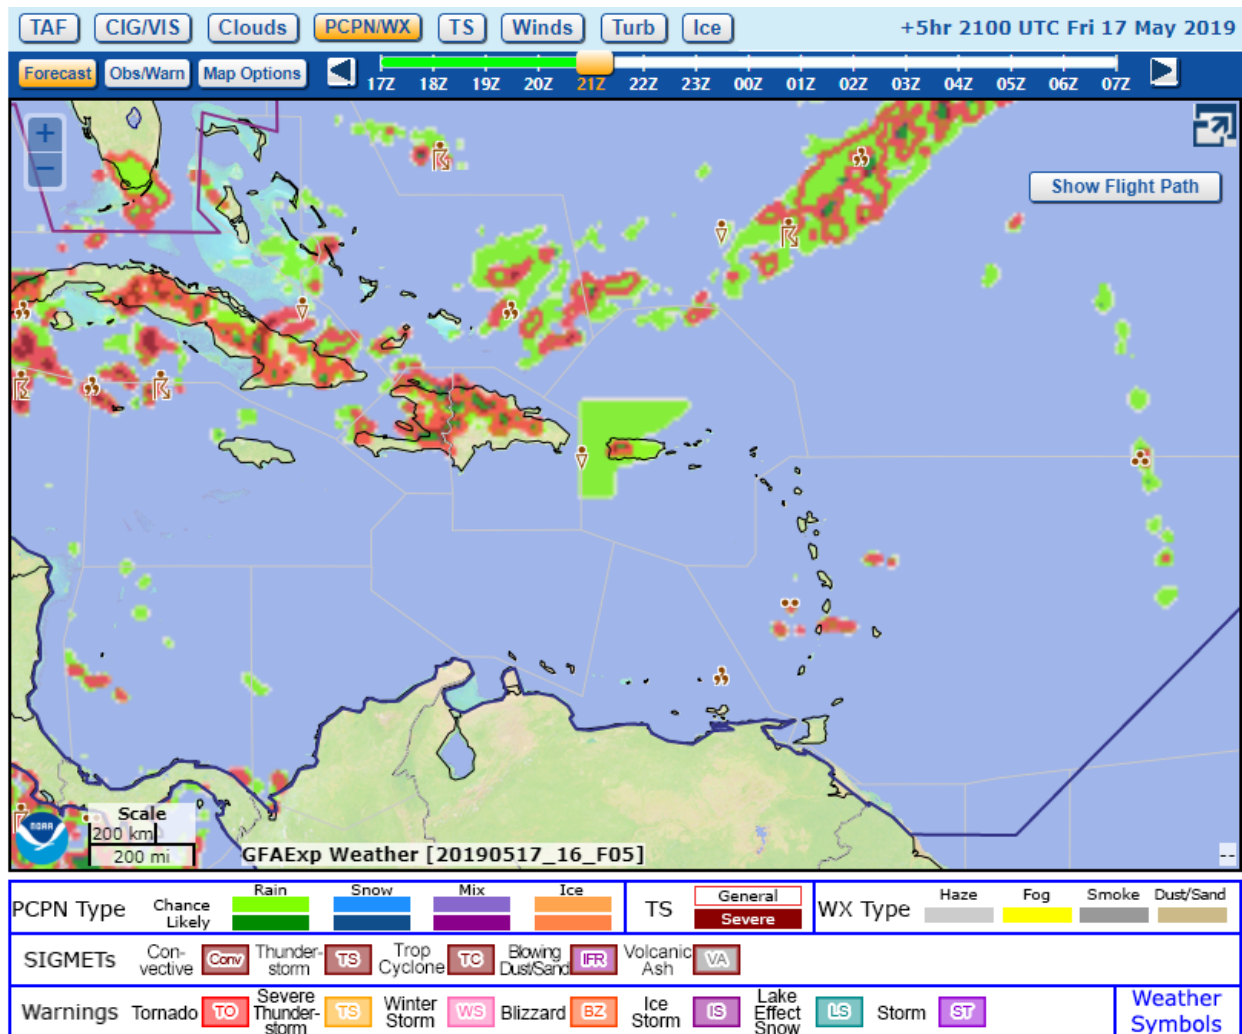 TAF CIG/VIS Clouds PCPN/WX TS Winds Turb Ice +5hr 2100 UTC Fri 17 May 2019
Forecast Obs/Warn Map Options
17Z 18Z 19Z 20Z 21Z 22Z 23Z 00Z 01Z 02Z 03Z 04Z 05Z 06Z 07Z
+
−
Show Flight Path
Scale
200 km
200 mi
NOAA
GFAExp Weather [20190517_16_F05]
--
Rain Snow Mix Ice
PCPN Type Chance
Likely
TS General
Severe
WX Type Haze Fog Smoke Dust/Sand
SIGMETs Con-
vective Conv Thunder-
storm TS Trop
Cyclone TC Blowing
Dust/Sand IFR Volcanic
Ash VA
Warnings Tornado TO Severe
Thunder-
storm TS Winter
Storm WS Blizzard BZ Ice
Storm IS Lake
Effect
Snow LS Storm ST
Weather
Symbols